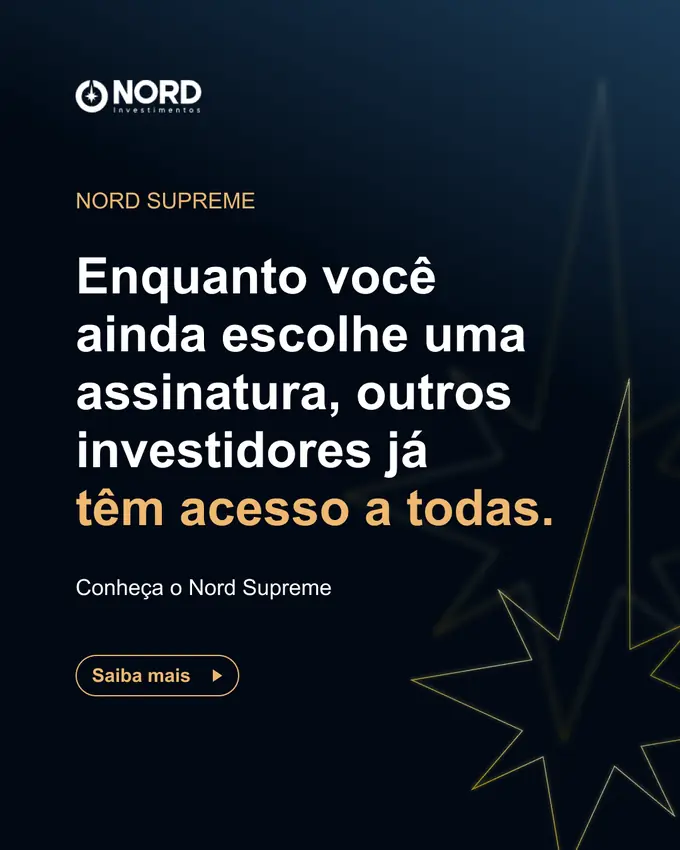 NORD
Investimentos
NORD SUPREME
Enquanto você
ainda escolhe uma
assinatura, outros
investidores já
têm acesso a todas.
Conheça o Nord Supreme
Saiba mais